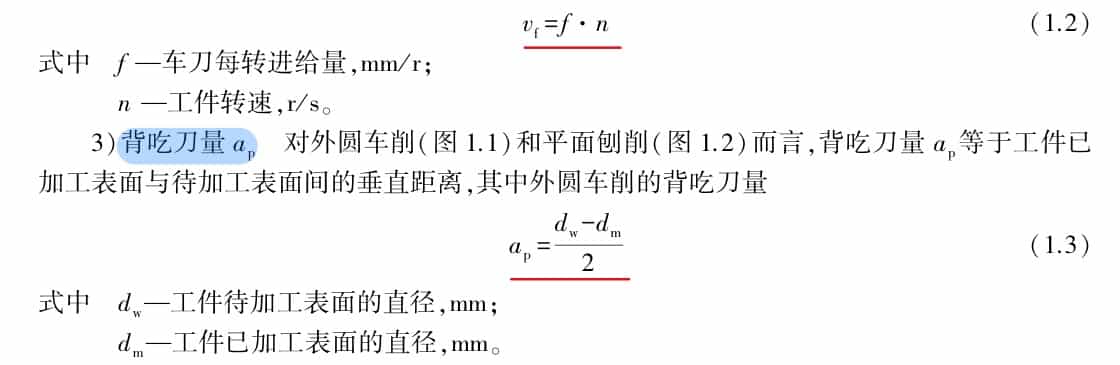 v_f = f · n (1.2)
式中 f —车刀每转进给量,mm/r;
n —工件转速,r/s。
3)背吃刀量 a_p 对外圆车削(图 1.1)和平面刨削(图 1.2)而言,背吃刀量 a_p 等于工件已
加工表面与待加工表面间的垂直距离,其中外圆车削的背吃刀量
a_p = (d_w - d_m) / 2 (1.3)
式中 d_w—工件待加工表面的直径,mm;
d_m—工件已加工表面的直径,mm。